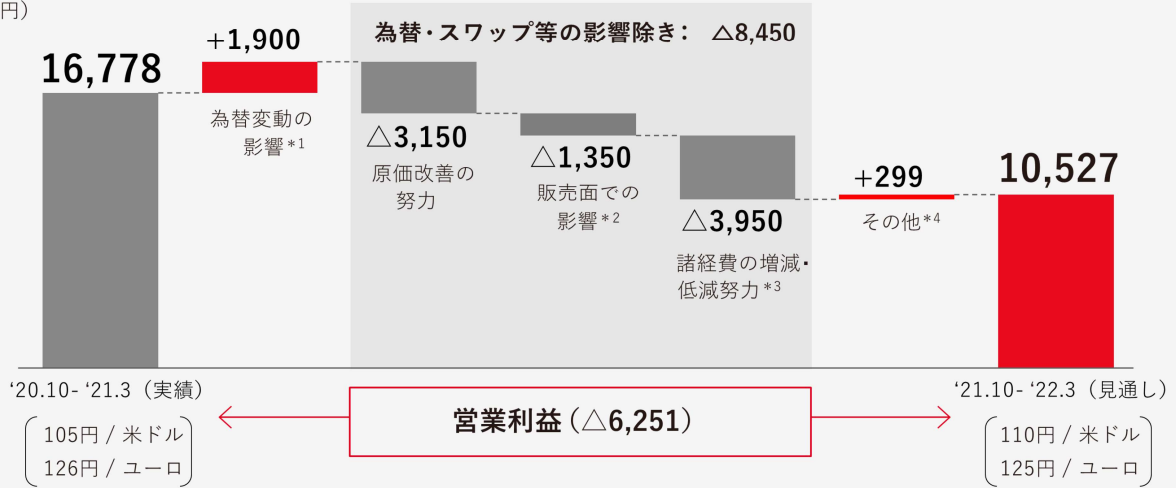 円)
為替・スワップ等の影響除き： △8,450
16,778
+1,900
為替変動の
影響*1
△3,150
原価改善の
努力
△1,350
販売面での
影響*2
△3,950
諸経費の増減・
低減努力*3
+299
その他*4
10,527
‘20.10- ‘21.3（実績）
105円 / 米ドル
126円 / ユーロ
営業利益（△6,251）
‘21.10- ‘22.3（見通し）
110円 / 米ドル
125円 / ユーロ